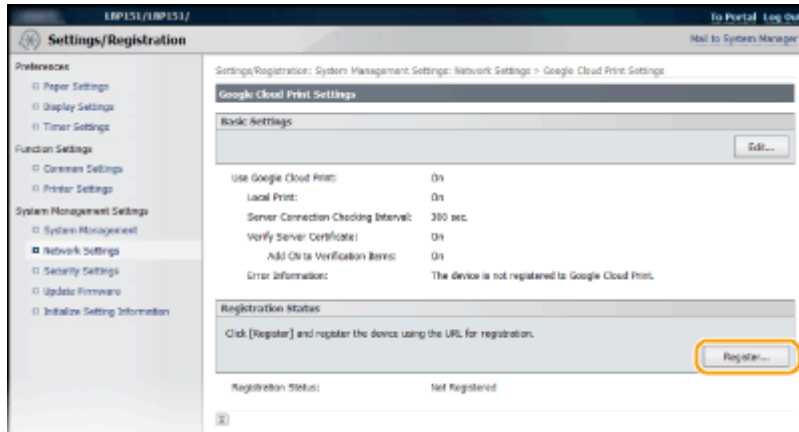 LBP151/LBP151/
To Portal Log Out
Settings/Registration
Mail to System Manager
Preferences
Paper Settings
Display Settings
Timer Settings
Function Settings
Common Settings
Printer Settings
System Management Settings
System Management
Network Settings
Security Settings
Update Firmware
Initialize Setting Information
Settings/Registration: System Management Settings: Network Settings > Google Cloud Print Settings
Google Cloud Print Settings
Basic Settings
Edit...
Use Google Cloud Print: On
Local Print: On
Server Connection Checking Interval: 300 sec.
Verify Server Certificate: On
Add CN to Verification Items: On
Error Information: The device is not registered to Google Cloud Print.
Registration Status
Click [Register] and register the device using the URL for registration.
Register...
Registration Status: Not Registered